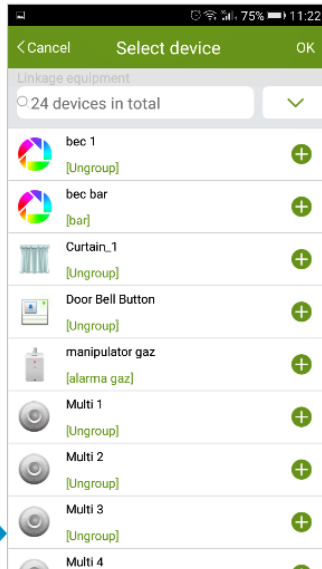 75% 11:22
<Cancel Select device OK
Linkage equipment
24 devices in total
bec 1
[Ungroup]
bec bar
[bar]
Curtain_1
[Ungroup]
Door Bell Button
[Ungroup]
manipulator gaz
[alarma gaz]
Multi 1
[Ungroup]
Multi 2
[Ungroup]
Multi 3
[Ungroup]
Multi 4